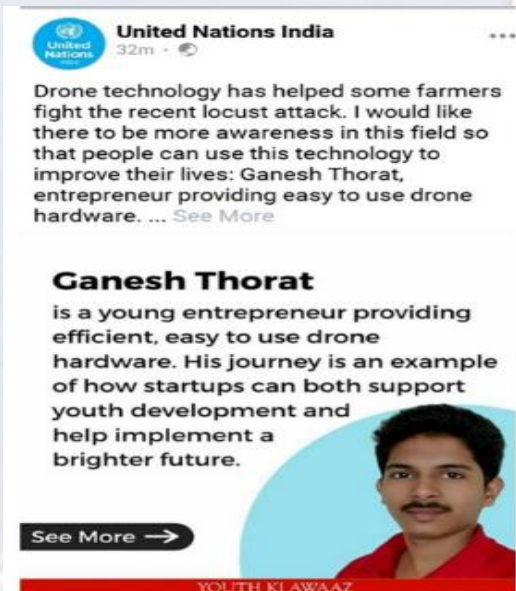 United Nations India
United
Nations
32m
Drone technology has helped some farmers
fight the recent locust attack. I would like
there to be more awareness in this field so
that people can use this technology to
improve their lives: Ganesh Thorat,
entrepreneur providing easy to use drone
hardware. ... See More
Ganesh Thorat
is a young entrepreneur providing
efficient, easy to use drone
hardware. His journey is an example
of how startups can both support
youth development and
help implement a
brighter future.
See More →
YOUTH KI AWAAZ